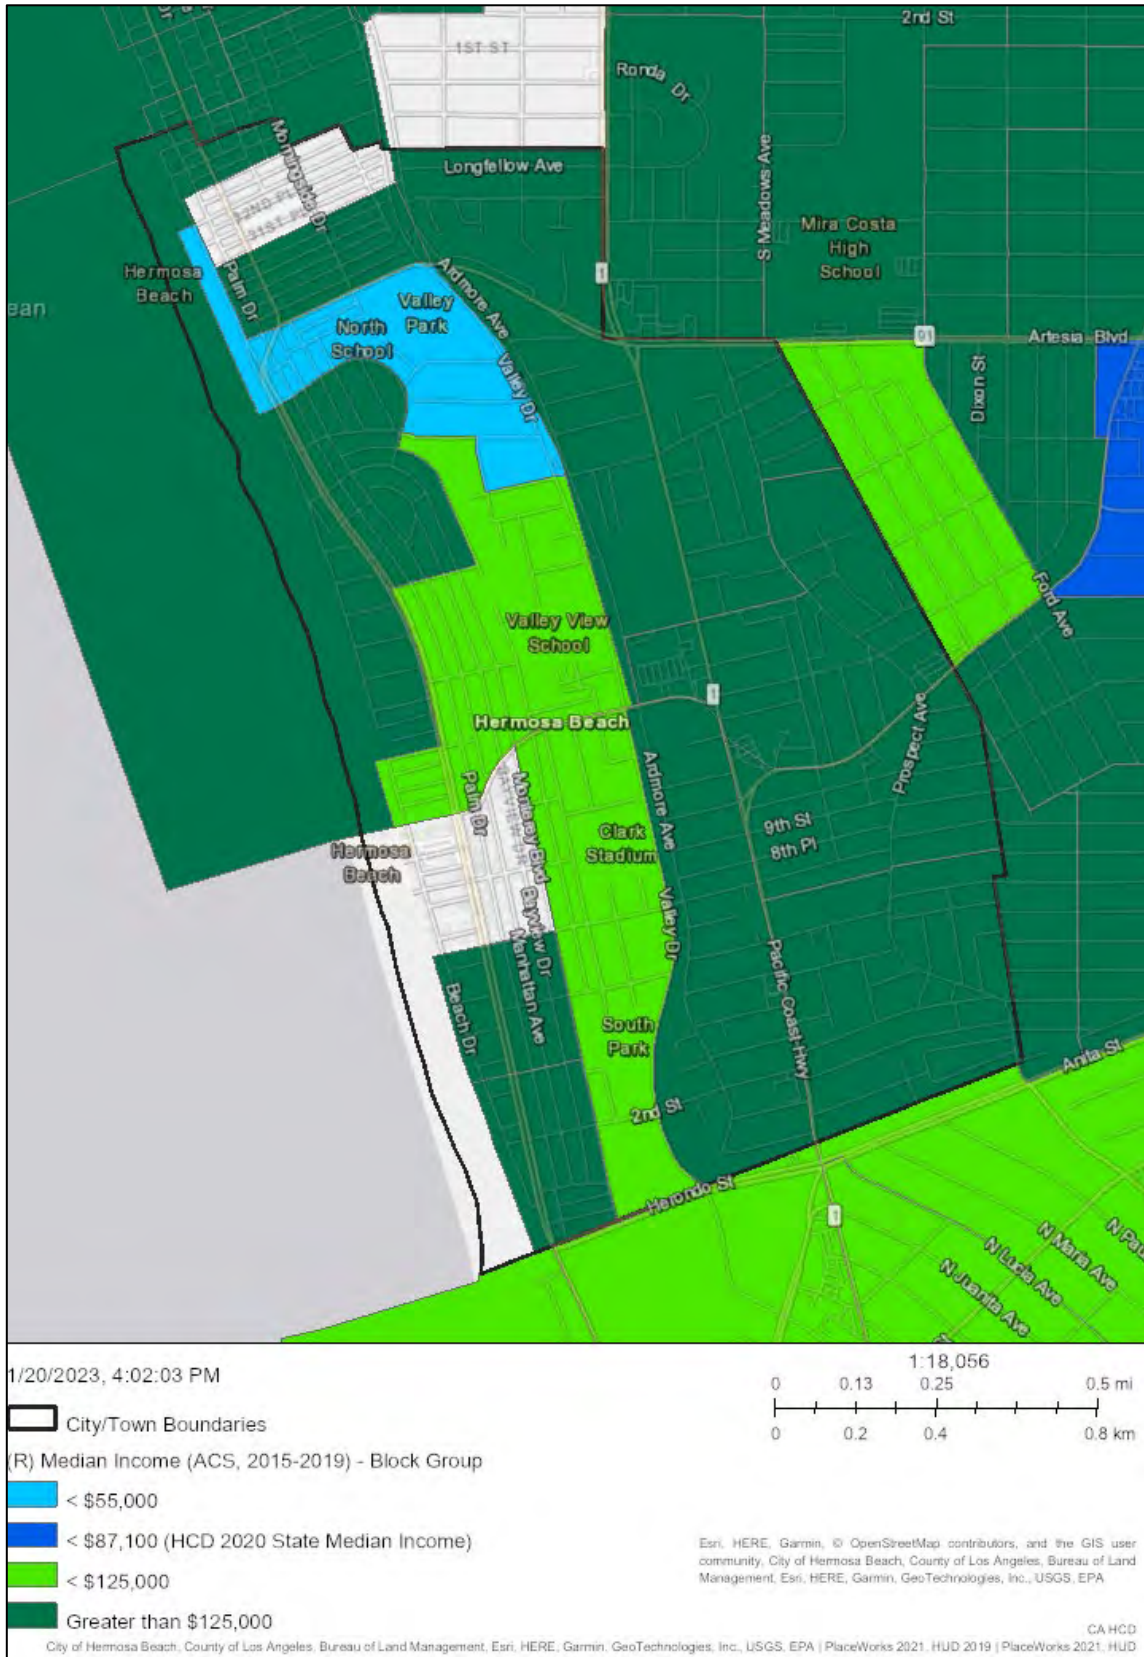 2nd St
1ST ST
Ronda Dr
Longfellow Ave
S Meadows Ave
Morningside Dr
Mira Costa
High
School
Hermosa
Beach
Palm Dr
1
Ardmore Ave
Valley
Park
North
School
Valley Dr
91
Artesia Blvd
Dixon St
Ford Ave
Valley View
School
Hermosa Beach
1
Prospect Ave
Palm Dr
Monterey Blvd
Bayview Dr
Manhattan Ave
Ardmore Ave
9th St
8th Pl
Clark
Stadium
Hermosa
Beach
Valley Dr
Pacific Coast Hwy
Beach Dr
South
Park
2nd St
Anita St
Herondo St
1
N Maria Ave
N Lucia Ave
N Juanita Ave
1/20/2023, 4:02:03 PM
City/Town Boundaries
(R) Median Income (ACS, 2015-2019) - Block Group
< $55,000
< $87,100 (HCD 2020 State Median Income)
< $125,000
Greater than $125,000
1:18,056
0 0.13 0.25 0.5 mi
0 0.2 0.4 0.8 km
Esri, HERE, Garmin, © OpenStreetMap contributors, and the GIS user
community, City of Hermosa Beach, County of Los Angeles, Bureau of Land
Management, Esri, HERE, Garmin, GeoTechnologies, Inc., USGS, EPA
CA HCD
City of Hermosa Beach, County of Los Angeles, Bureau of Land Management, Esri, HERE, Garmin, GeoTechnologies, Inc., USGS, EPA | PlaceWorks 2021, HUD 2019 | PlaceWorks 2021, HUD